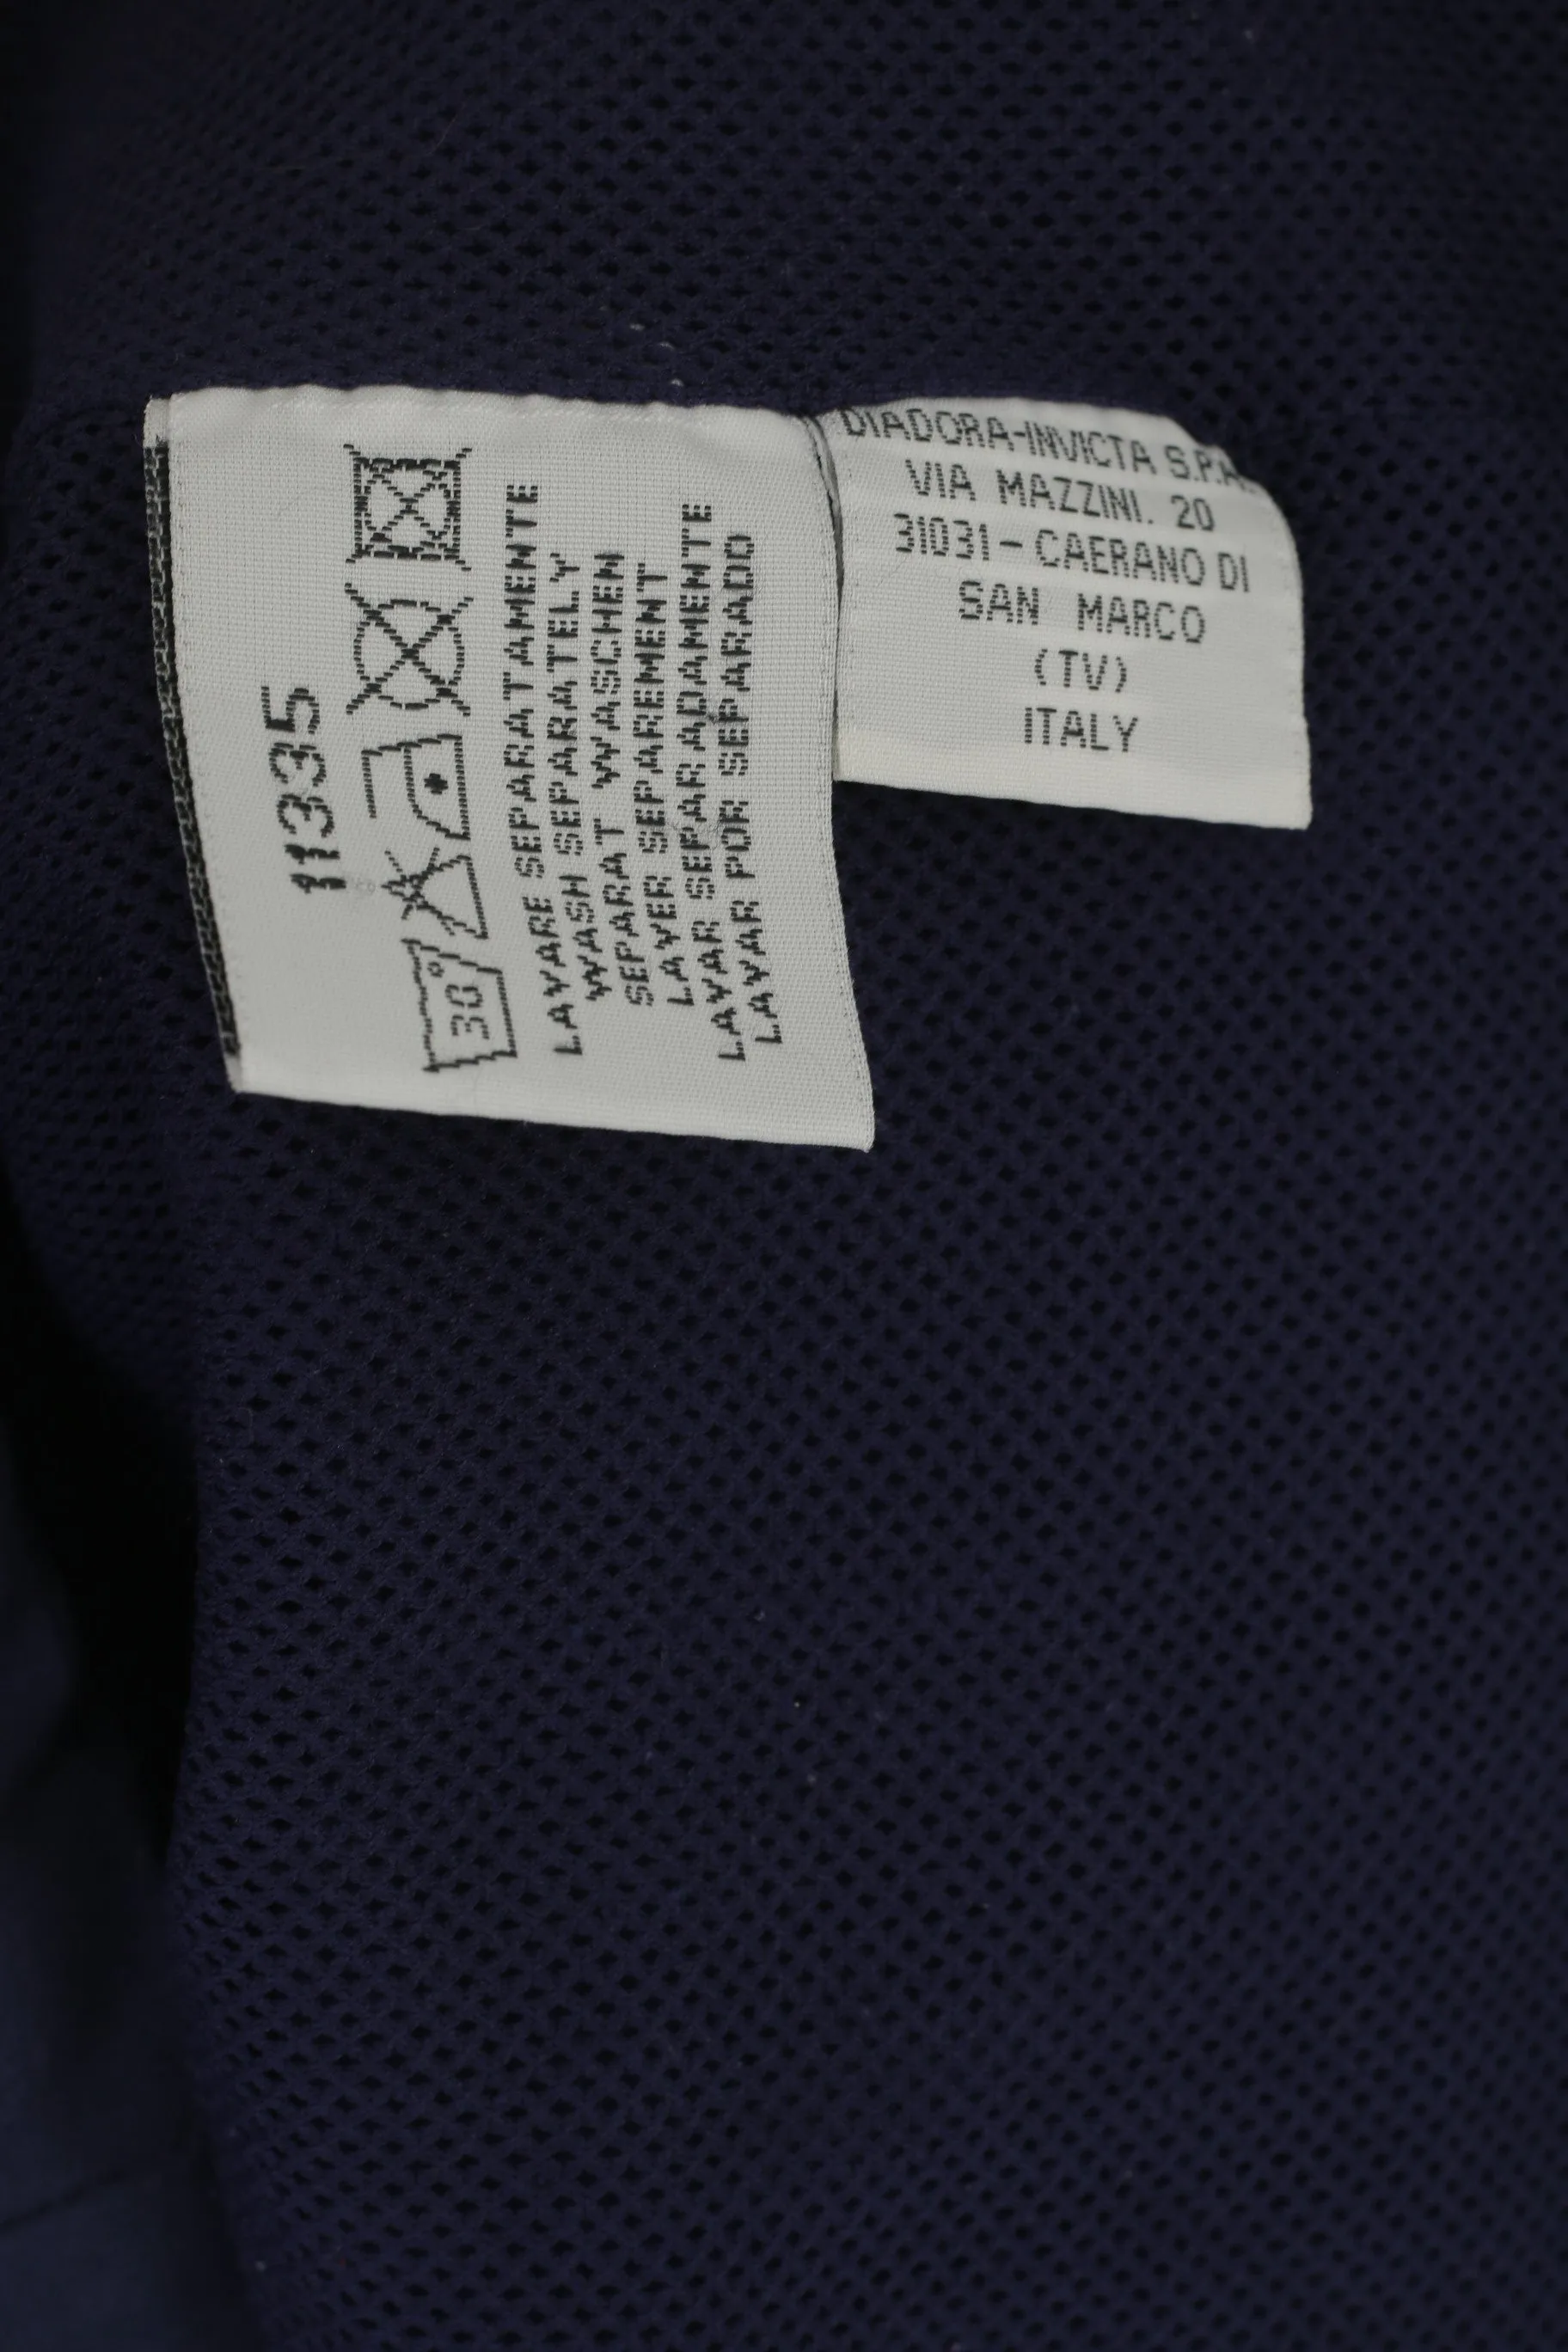 11335
30°
LAVARE SEPARATAMENTE
WASH SEPARATELY
SEPARAT WASCHEN
LAVER SEPAREMENT
LAVAR SEPARADAMENTE
LAVAR POR SEPARADO
DIADORA-INVICTA S.P.A.
VIA MAZZINI. 20
31031 - CAERANO DI
SAN MARCO
(TV)
ITALY